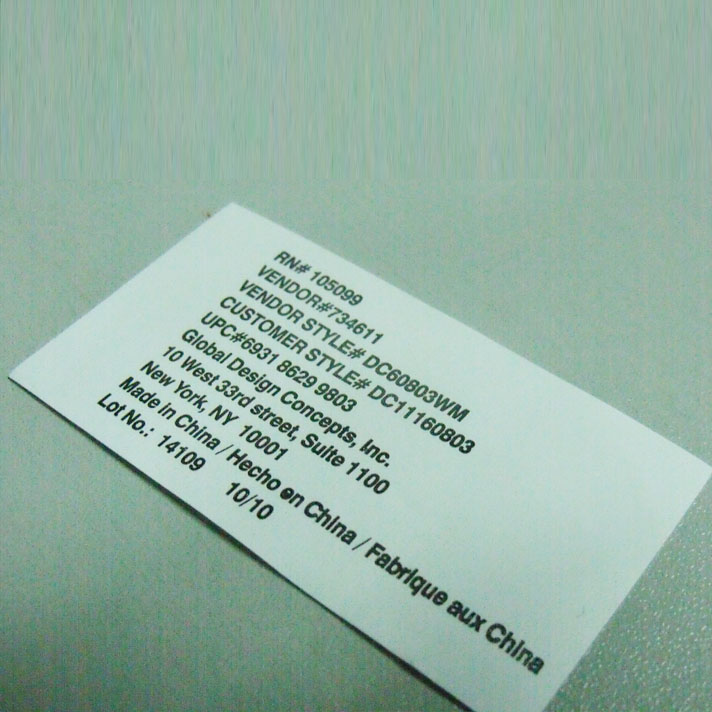 RN# 105099
VENDOR#734611
VENDOR STYLE# DC60803WM
CUSTOMER STYLE# DC11160803
UPC#6931 8629 9803
Global Design Concepts, Inc.
10 West 33rd street, Suite 1100
New York, NY 10001
Made In China / Hecho en China / Fabrique aux China
Lot No.: 14109 10/10